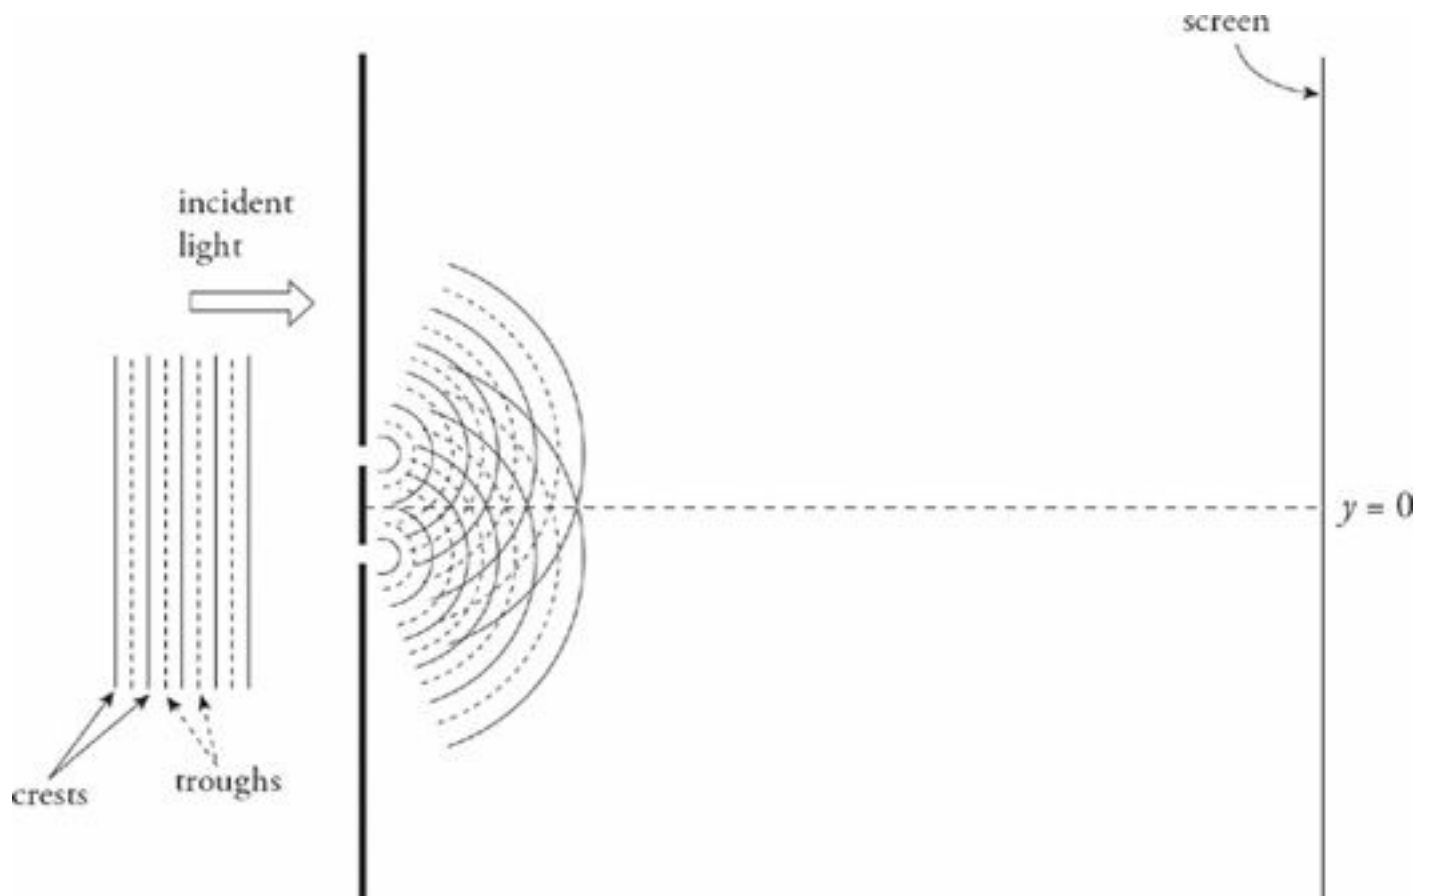 screen
incident
light
y = 0
troughs
crests